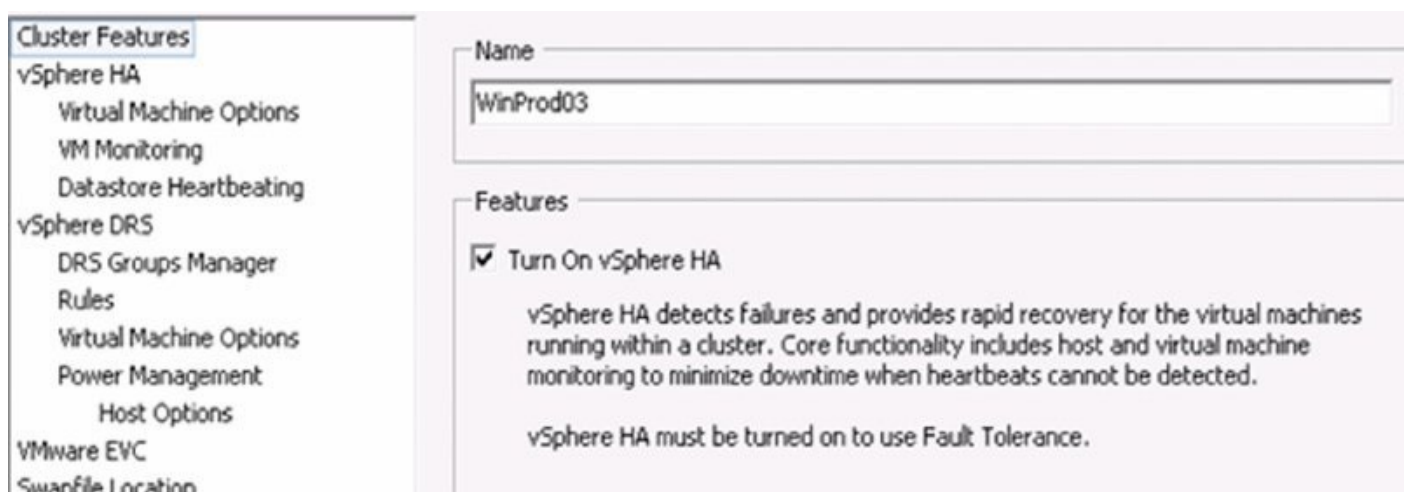 Cluster Features
vSphere HA
Virtual Machine Options
VM Monitoring
Datastore Heartbeating
vSphere DRS
DRS Groups Manager
Rules
Virtual Machine Options
Power Management
Host Options
VMware EVC
Swapfile Location
Name
WinProd03
Features
Turn On vSphere HA
vSphere HA detects failures and provides rapid recovery for the virtual machines
running within a cluster. Core functionality includes host and virtual machine
monitoring to minimize downtime when heartbeats cannot be detected.
vSphere HA must be turned on to use Fault Tolerance.